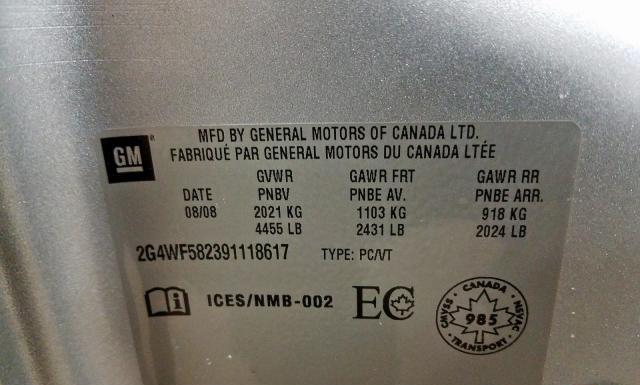 GM
MFD BY GENERAL MOTORS OF CANADA LTD.
FABRIQUÉ PAR GENERAL MOTORS DU CANADA LTÉE
GVWR GAWR FRT GAWR RR
DATE PNBV PNBE AV. PNBE ARR.
08/08 2021 KG 1103 KG 918 KG
4455 LB 2431 LB 2024 LB
2G4WF582391118617 TYPE: PC/VT
i ICES/NMB-002 EC
CANADA
CMVSS 985 NSVAC
TRANSPORT